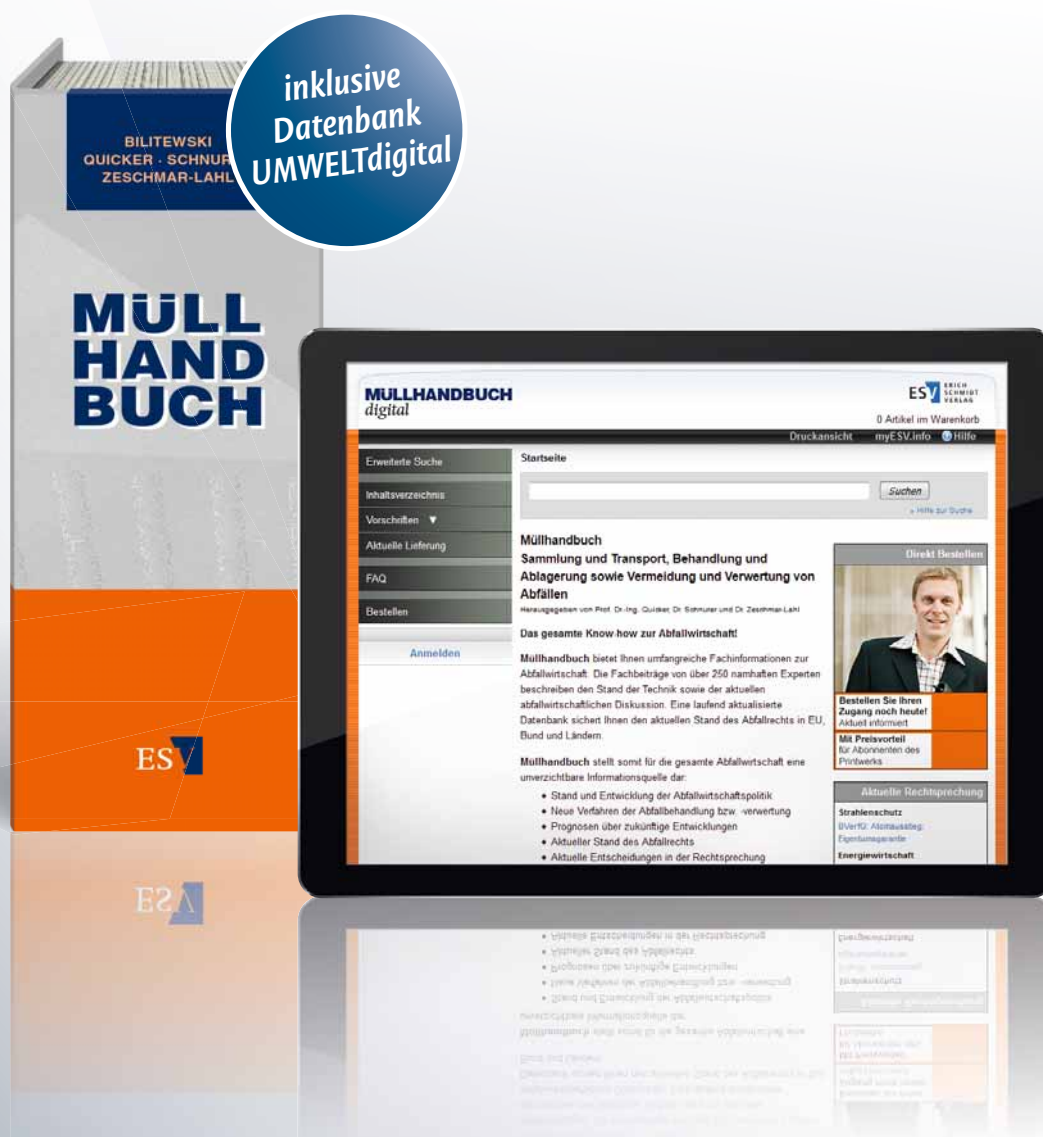 inklusive
Datenbank
UMWELTdigital
BILITEWSKI
QUICKER · SCHNUR
ZESCHMAR-LAHL
MÜLL
HAND
BUCH
ESV
MÜLLHANDBUCH
digital
ESV ERICH
SCHMIDT
VERLAG
0 Artikel im Warenkorb
Druckansicht myESV.info Hilfe
Erweiterte Suche
Inhaltsverzeichnis
Vorschriften
Aktuelle Lieferung
FAQ
Bestellen
Anmelden
Startseite
Suchen
» Hilfe zur Suche
Müllhandbuch
Sammlung und Transport, Behandlung und
Ablagerung sowie Vermeidung und Verwertung von
Abfällen
Herausgegeben von Prof. Dr.-Ing. Quicker, Dr. Schnurer und Dr. Zeschmar-Lahl
Das gesamte Know-how zur Abfallwirtschaft!
Müllhandbuch bietet Ihnen umfangreiche Fachinformationen zur
Abfallwirtschaft. Die Fachbeiträge von über 250 namhaften Experten
beschreiben den Stand der Technik sowie der aktuellen
abfallwirtschaftlichen Diskussion. Eine laufend aktualisierte
Datenbank sichert Ihnen den aktuellen Stand des Abfallrechts in EU,
Bund und Ländern.
Müllhandbuch stellt somit für die gesamte Abfallwirtschaft eine
unverzichtbare Informationsquelle dar:
• Stand und Entwicklung der Abfallwirtschaftspolitik
• Neue Verfahren der Abfallbehandlung bzw. -verwertung
• Prognosen über zukünftige Entwicklungen
• Aktueller Stand des Abfallrechts
• Aktuelle Entscheidungen in der Rechtsprechung
Direkt Bestellen
Bestellen Sie Ihren
Zugang noch heute!
Aktuell informiert
Mit Preisvorteil
für Abonnenten des
Printwerks
Aktuelle Rechtsprechung
Strahlenschutz
BVerfG: Atomausstieg:
Eigentumsgarantie
Energiewirtschaft